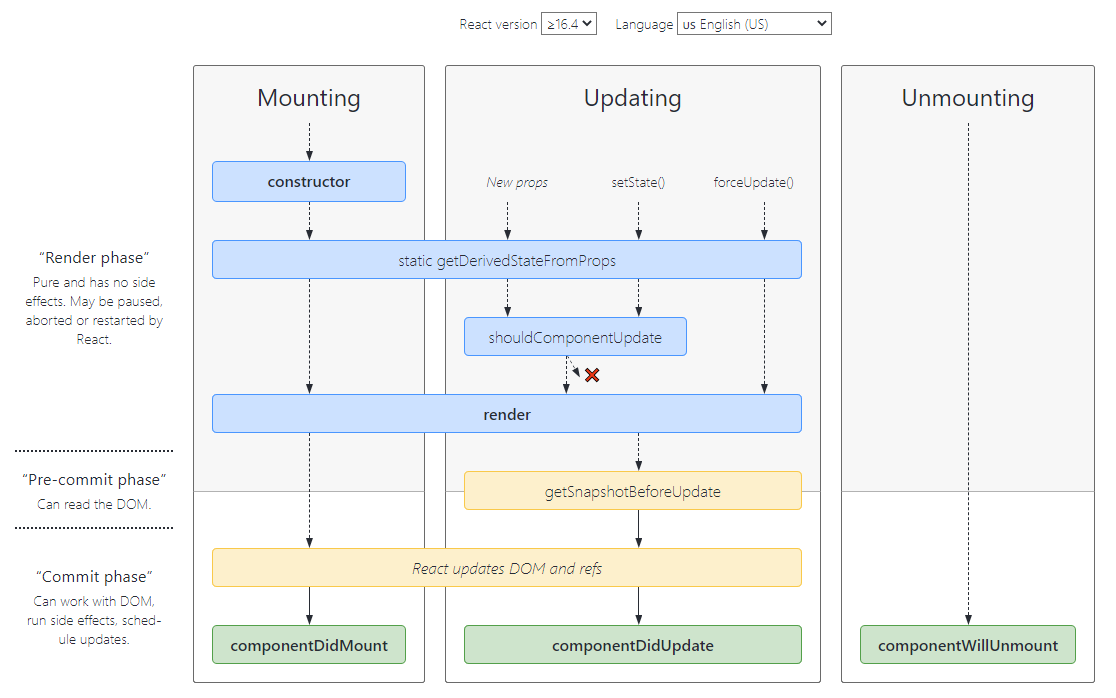 React version ≥16.4 Language us English (US)
Mounting
Updating
Unmounting
constructor
New props
setState()
forceUpdate()
"Render phase"
Pure and has no side
effects. May be paused,
aborted or restarted by
React.
static getDerivedStateFromProps
shouldComponentUpdate
render
"Pre-commit phase"
Can read the DOM.
getSnapshotBeforeUpdate
"Commit phase"
Can work with DOM,
run side effects, sched-
ule updates.
React updates DOM and refs
componentDidMount
componentDidUpdate
componentWillUnmount